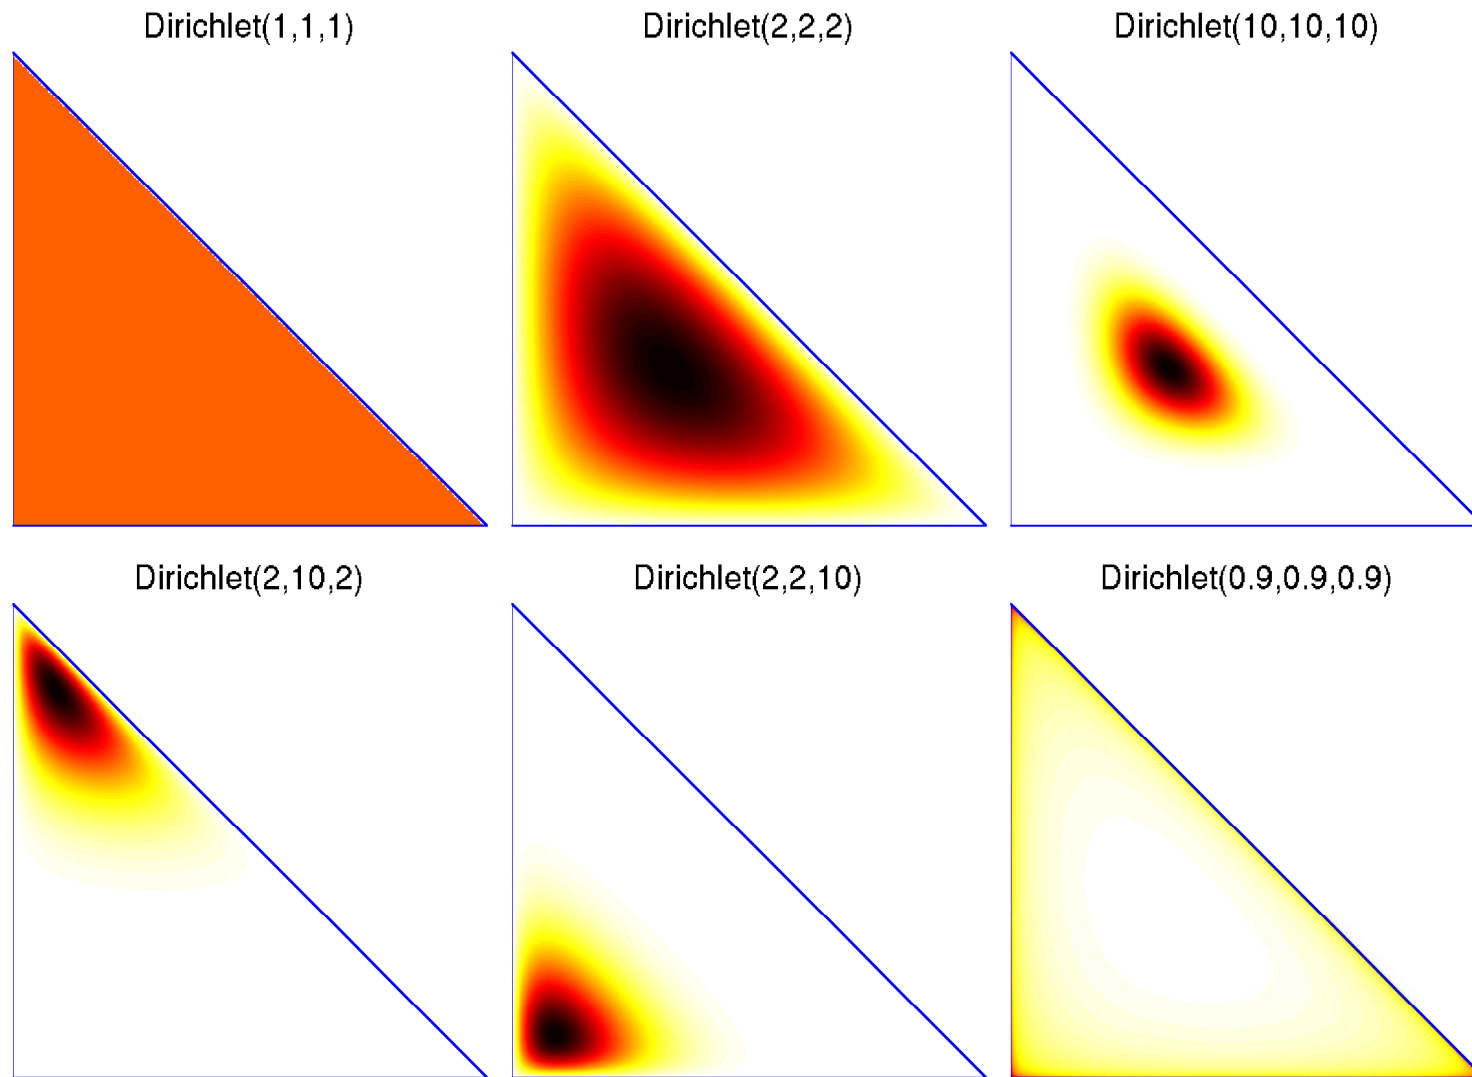 Dirichlet(1,1,1)
Dirichlet(2,2,2)
Dirichlet(10,10,10)
Dirichlet(2,10,2)
Dirichlet(2,2,10)
Dirichlet(0.9,0.9,0.9)